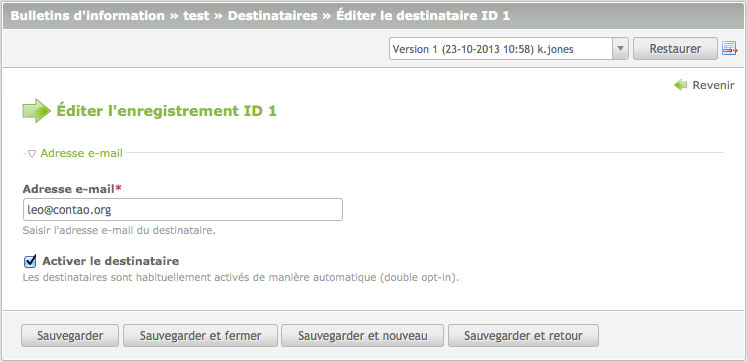 Bulletins d'information » test » Destinataires » Éditer le destinataire ID 1
Version 1 (23-10-2013 10:58) k.jones Restaurer
Revenir
Éditer l'enregistrement ID 1
Adresse e-mail
Adresse e-mail*
leo@contao.org
Saisir l'adresse e-mail du destinataire.
Activer le destinataire
Les destinataires sont habituellement activés de manière automatique (double opt-in).
Sauvegarder Sauvegarder et fermer Sauvegarder et nouveau Sauvegarder et retour